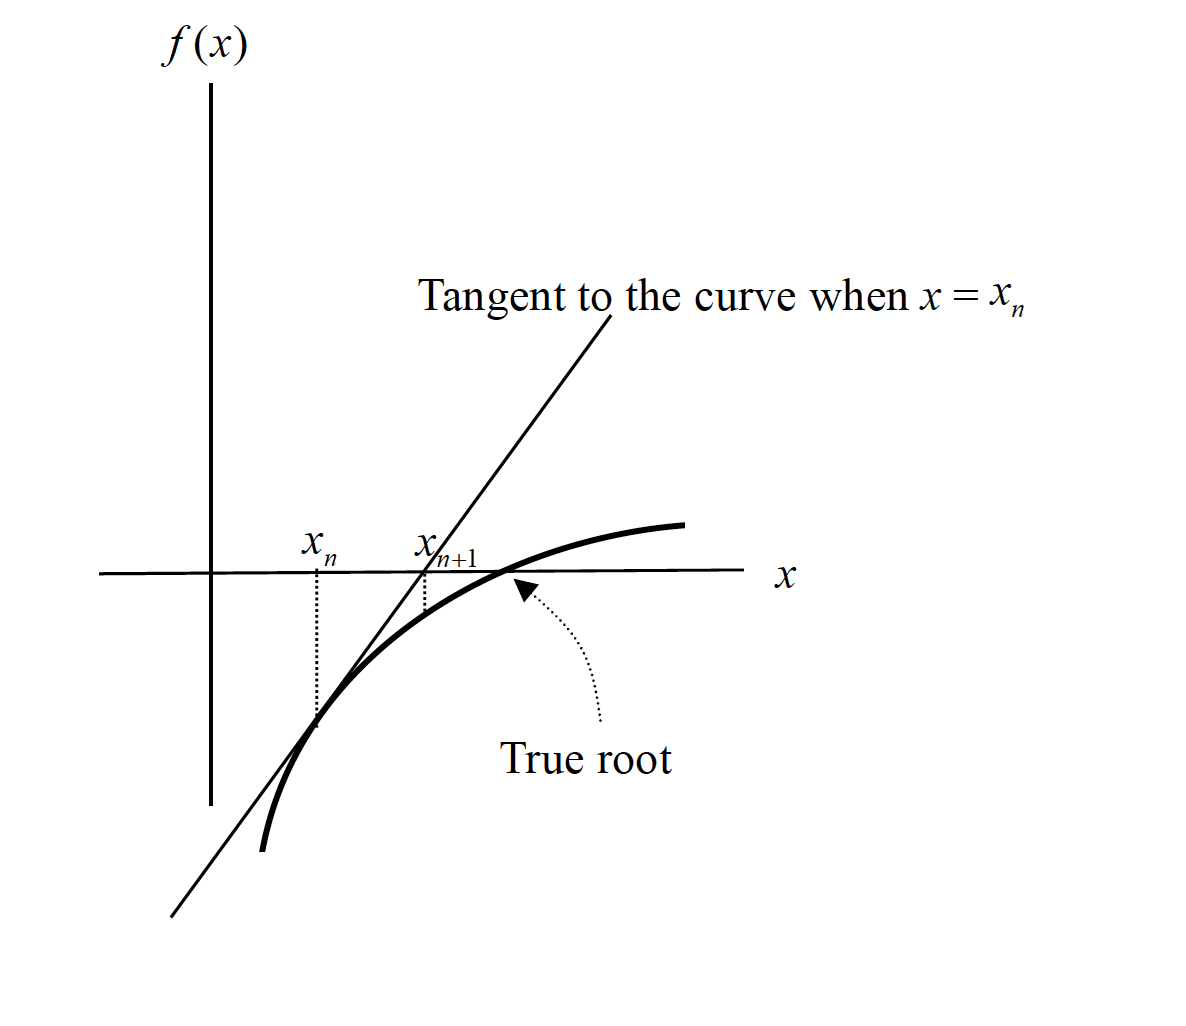 f (x)
Tangent to the curve when x = xₙ
xₙ
xₙ₊₁
x
True root